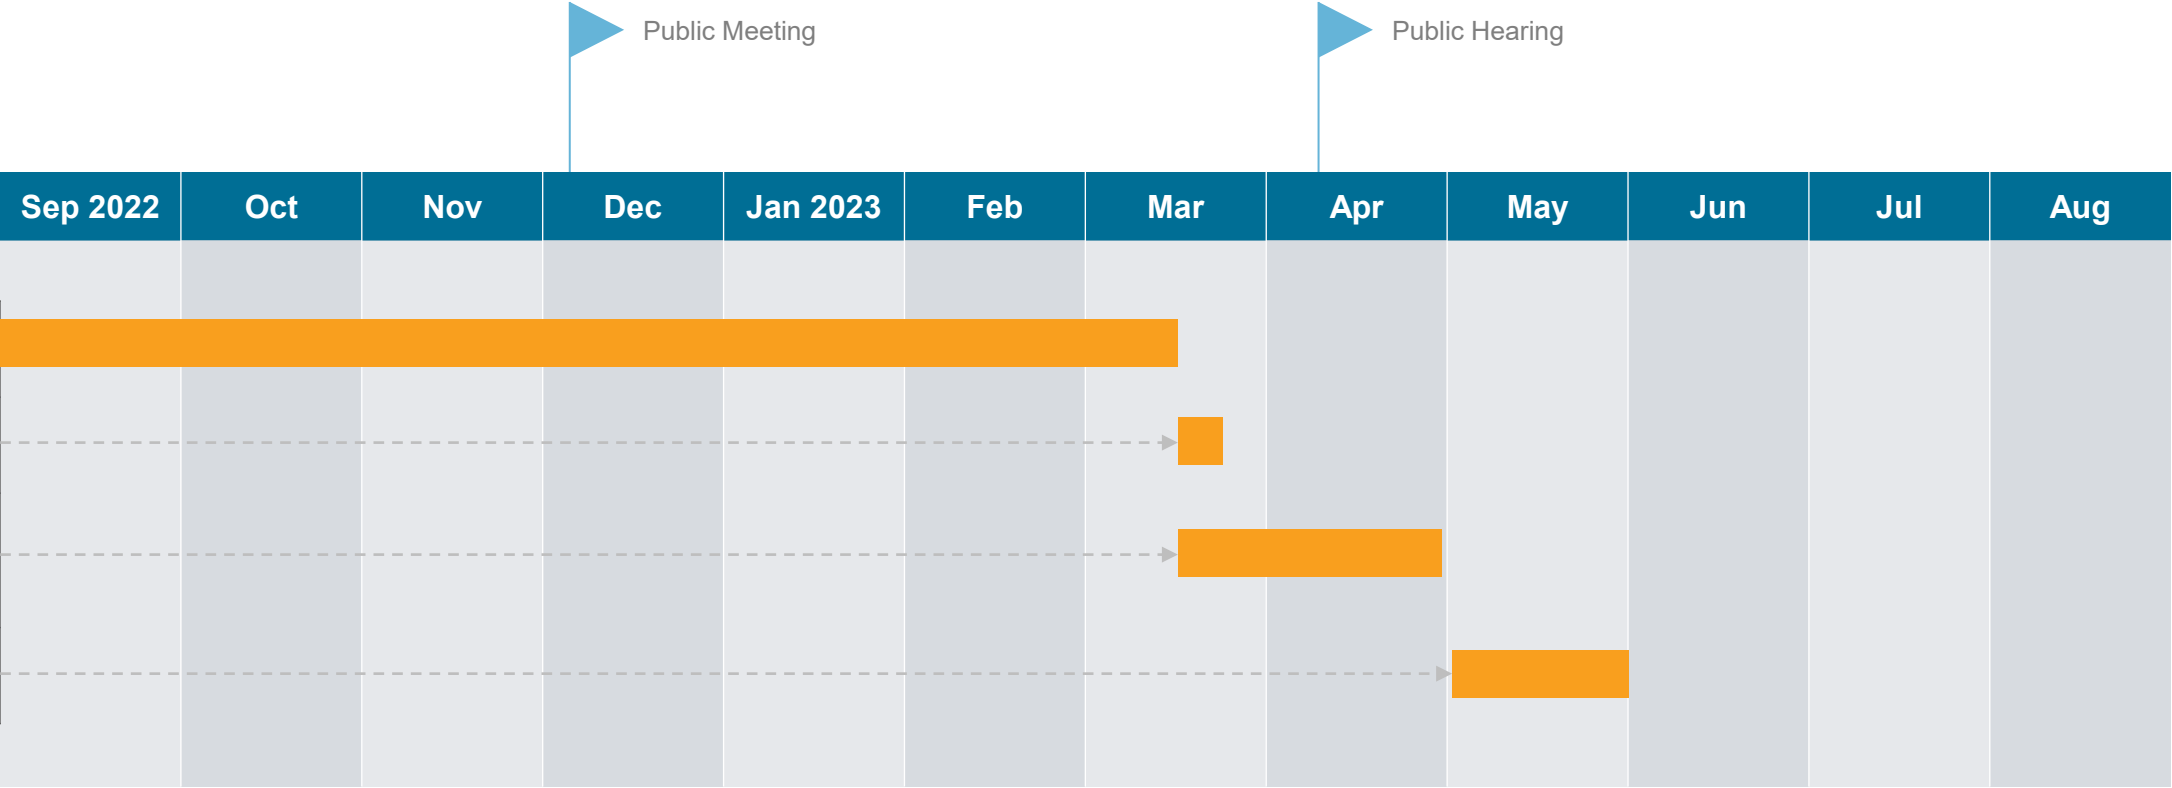 Public Meeting Public Hearing
Sep 2022 Oct Nov Dec Jan 2023 Feb Mar Apr May Jun Jul Aug